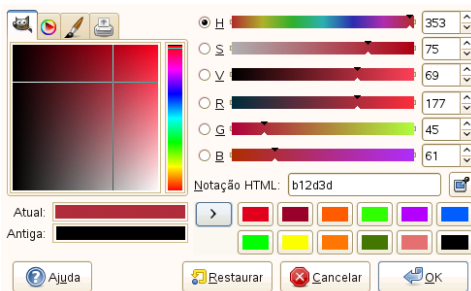 H 353
S 75
V 69
R 177
G 45
B 61
Notação HTML: b12d3d
Atual: >
Antiga:
Ajuda Restaurar Cancelar OK